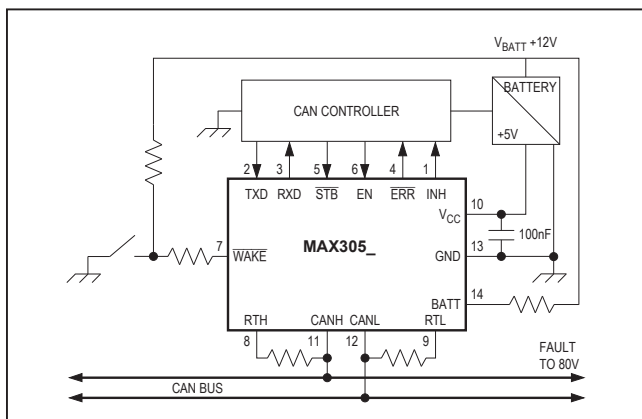 VBATT +12V
BATTERY
CAN CONTROLLER
+5V
2 3 5 6 4 1
TXD RXD STB EN ERR INH
10
VCC
100nF
7
WAKE
MAX305_
13
GND
14
BATT
RTH CANH CANL RTL
8 11 12 9
FAULT
TO 80V
CAN BUS